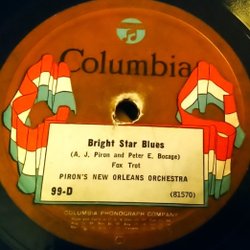 Columbia
Bright Star Blues
(A. J. Piron and Peter E. Bocage)
Fox Trot
PIRON'S NEW ORLEANS ORCHESTRA
99-D
(81570)
COLUMBIA PHONOGRAPH COMPANY